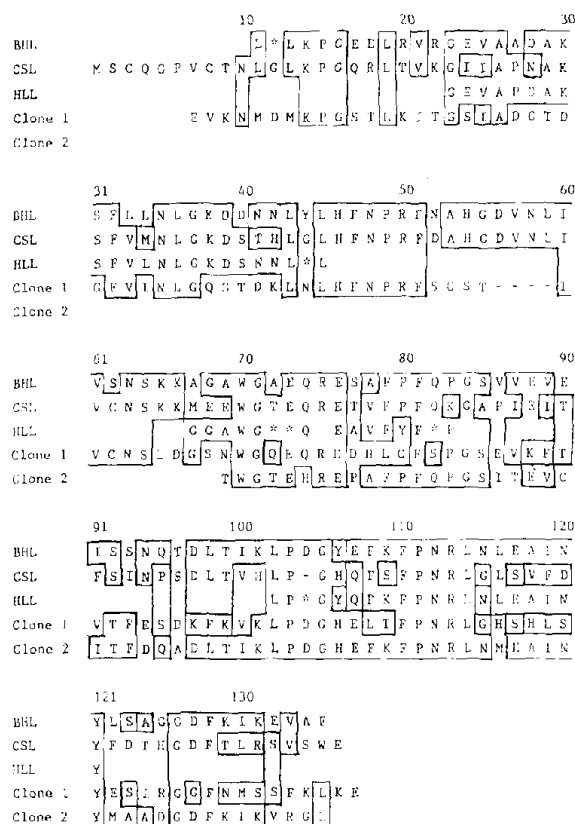 10 20 30
BHL L * L K P G E E L R V R G E V A A D A K
CSL M S C Q G P V C T N L G L K P G Q R L T V K G I I A P N A K
HLL G E V A P D A K
Clone 1 E V K N M D M K P G S T L K I T G S I A D G T D
Clone 2
31 40 50 60
BHL S F L L N L G K D D N N L Y L H F N P R F N A H G D V N L I
CSL S F V M N L G K D S T H L G L H F N P R F D A H G D V N L I
HLL S F V L N L G K D S N N L * L
Clone 1 G F V I N L G Q G T D K L N L H F N P R F S C S T - - - - I
Clone 2
61 70 80 90
BHL V S N S K K A G A W G A E Q R E S A F P F Q P G S V V E V E
CSL V C N S K K M E E W G T E Q R E T V F P F Q K G A P I E I T
HLL G G A W G * * Q E A V F Y F * P
Clone 1 V C N S L D G S N W G Q E Q R E D H L C F S P G S E V K F T
Clone 2 T W G T E H R E P A F P F Q P G S I T E V C
91 100 110 120
BHL I S S N Q T D L T I K L P D G Y E F K F P N R L N L E A I N
CSL F S I N P S D L T V H L P - G H Q T S F P N R L G L S V F D
HLL L P * G Y Q P K F P N R L N L E A I N
Clone 1 V T F E S D K F K V K L P D G H E L T F P N R L G H S H L S
Clone 2 I T F D Q A D L T I K L P D G H E F K F P N R L N M E A I N
121 130
BHL Y L S A G G D F K I K E V A F
CSL Y F D T H G D F T L R S V S W E
HLL Y
Clone 1 Y E S L R G G F N M S S F K L K E
Clone 2 Y M A A D G D F K I K V R G L